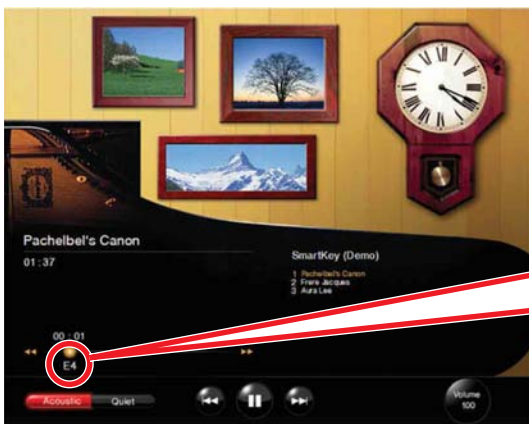 Pachelbel's Canon
01:37
SmartKey (Demo)
1 Pachelbel's Canon
2 Frere Jacques
3 Aura Lee
00:01
E4
Acoustic Quiet
Volume
100